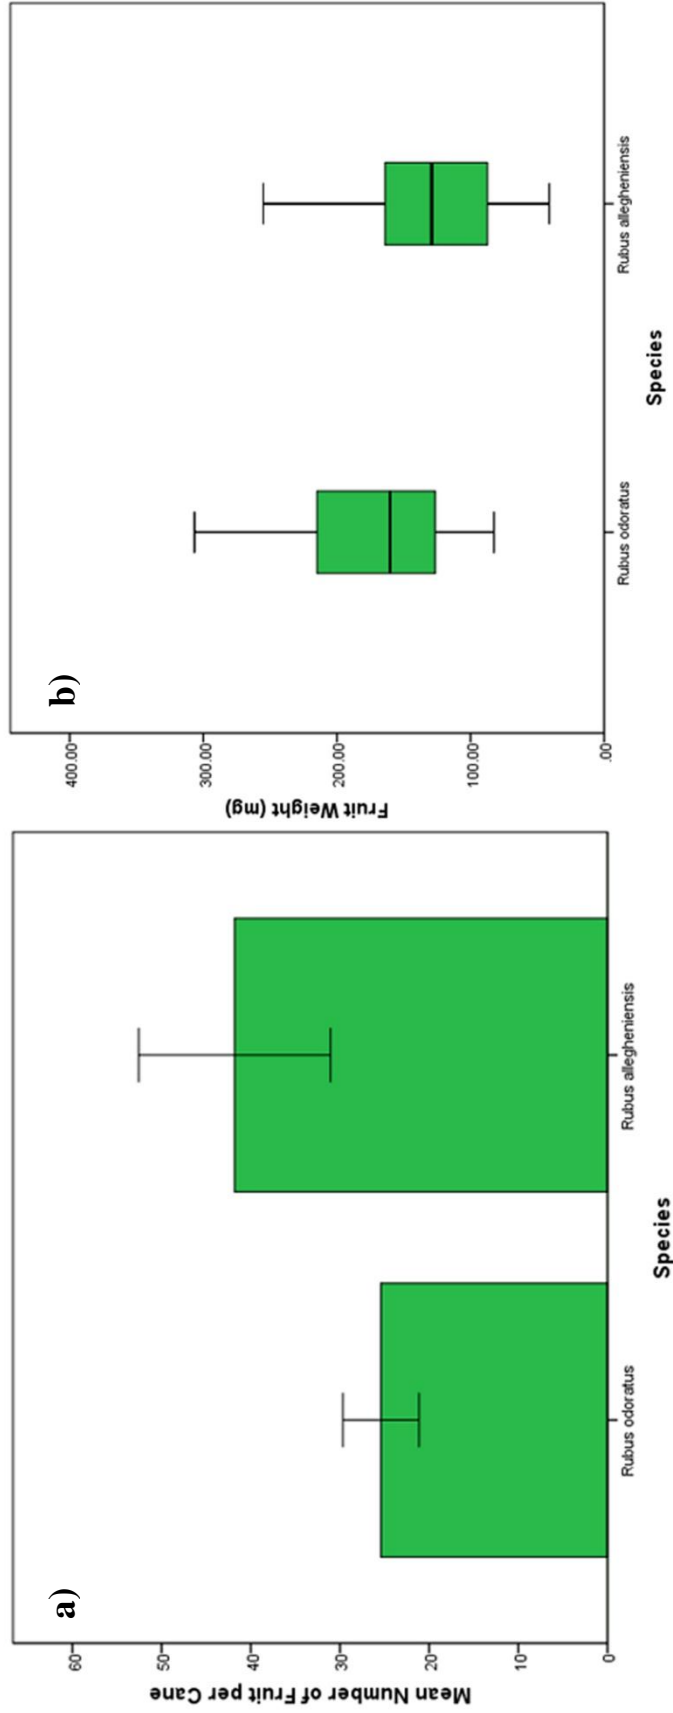 a)
Mean Number of Fruit per Cane
60
50
40
30
20
10
0
Rubus odoratus
Rubus allegheniensis
Species
b)
Fruit Weight (mg)
400.00
300.00
200.00
100.00
.00
Rubus odoratus
Rubus allegheniensis
Species